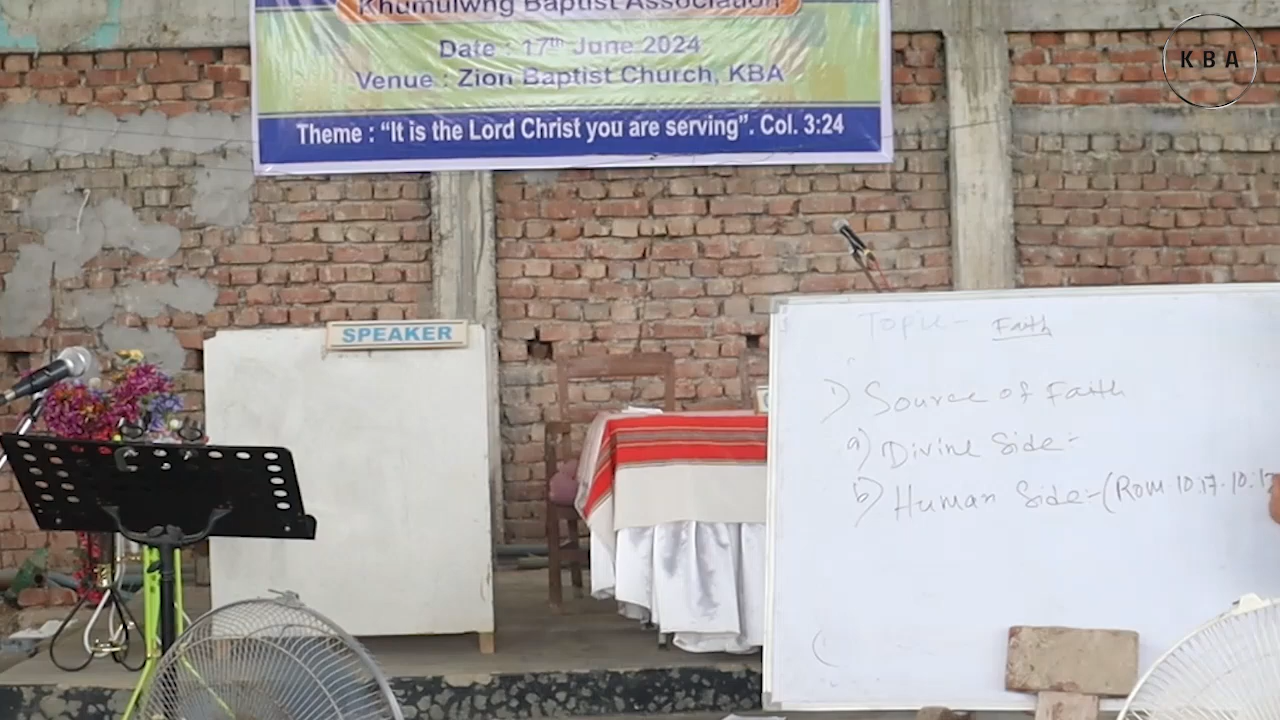 Khumulwng Baptist Association
Date : 17th June 2024
Venue : Zion Baptist Church, KBA
Theme : “It is the Lord Christ you are serving”. Col. 3:24
KBA
SPEAKER
Topic - Faith
1) Source of Faith
a) Divine Side:-
b) Human Side:- (Rom 10:17. 10:1